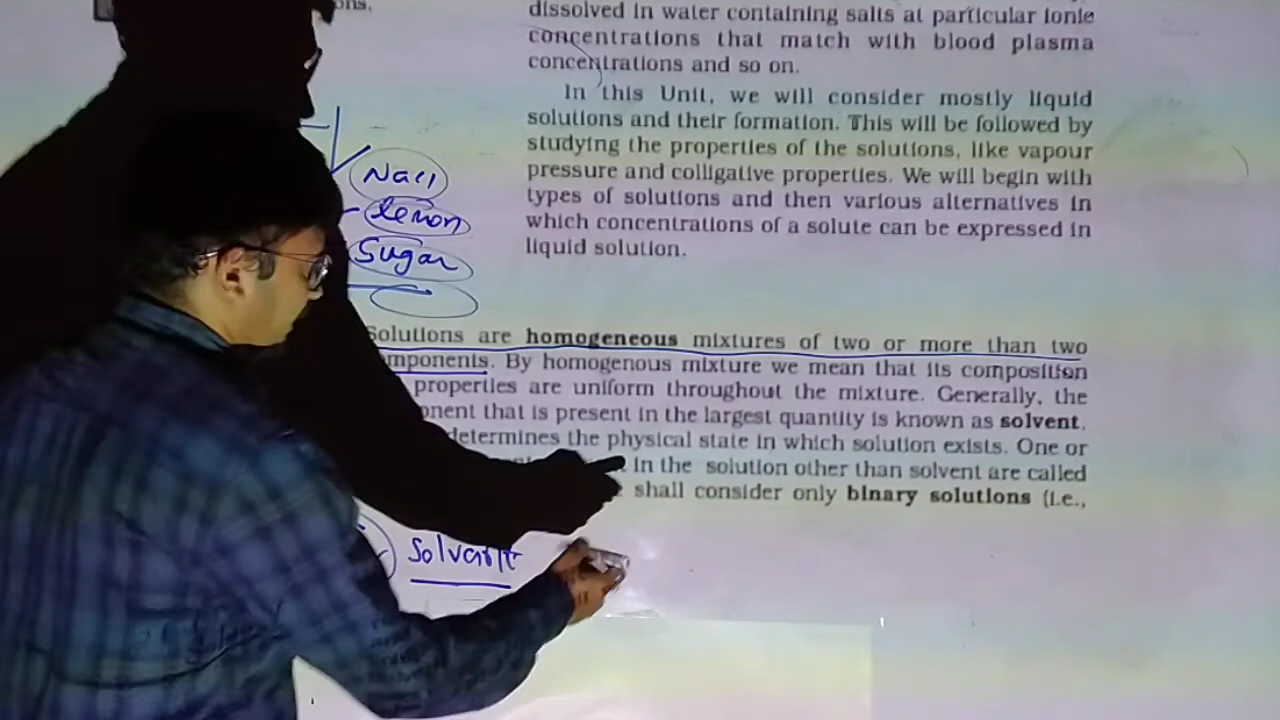 ons.
dissolved in water containing salts at particular ionic
concentrations that match with blood plasma
concentrations and so on.
In this Unit, we will consider mostly liquid
solutions and their formation. This will be followed by
studying the properties of the solutions, like vapour
pressure and colligative properties. We will begin with
types of solutions and then various alternatives in
which concentrations of a solute can be expressed in
liquid solution.
NaCl
lemon
Sugar
Solutions are homogeneous mixtures of two or more than two
mponents. By homogenous mixture we mean that its composition
properties are uniform throughout the mixture. Generally, the
onent that is present in the largest quantity is known as solvent.
determines the physical state in which solution exists. One or
in the solution other than solvent are called
shall consider only binary solutions (i.e.,